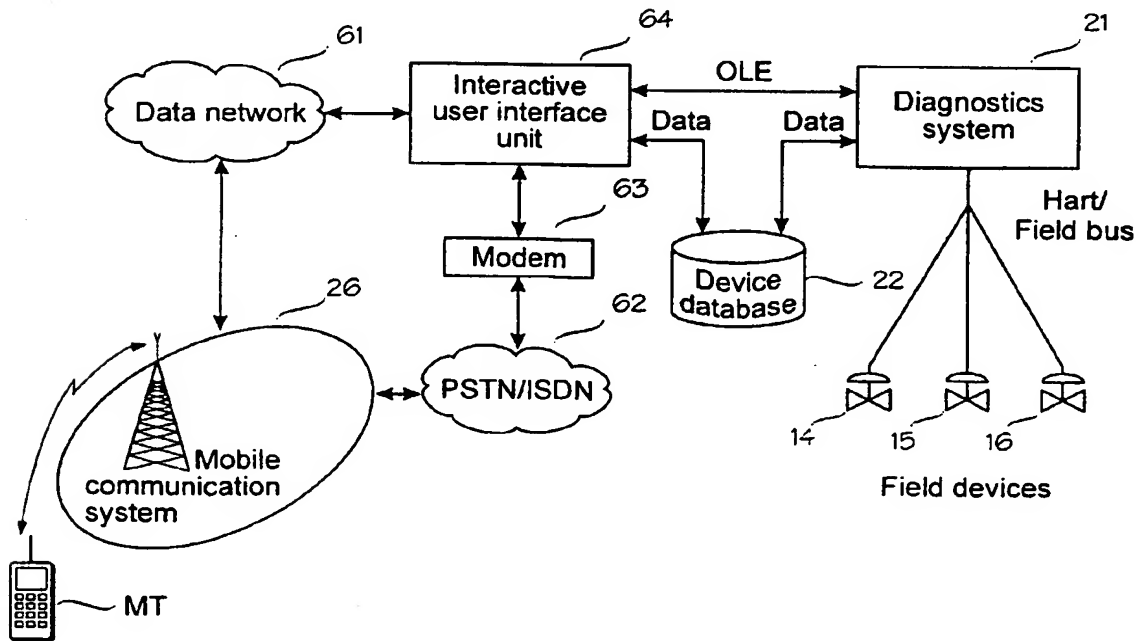 61
64
21
Data network
Interactive
user interface
unit
OLE
Data
Data
Diagnostics
system
63
Modem
Hart/
Field bus
Device
database
22
26
62
PSTN/ISDN
14
15
16
Field devices
Mobile
communication
system
MT